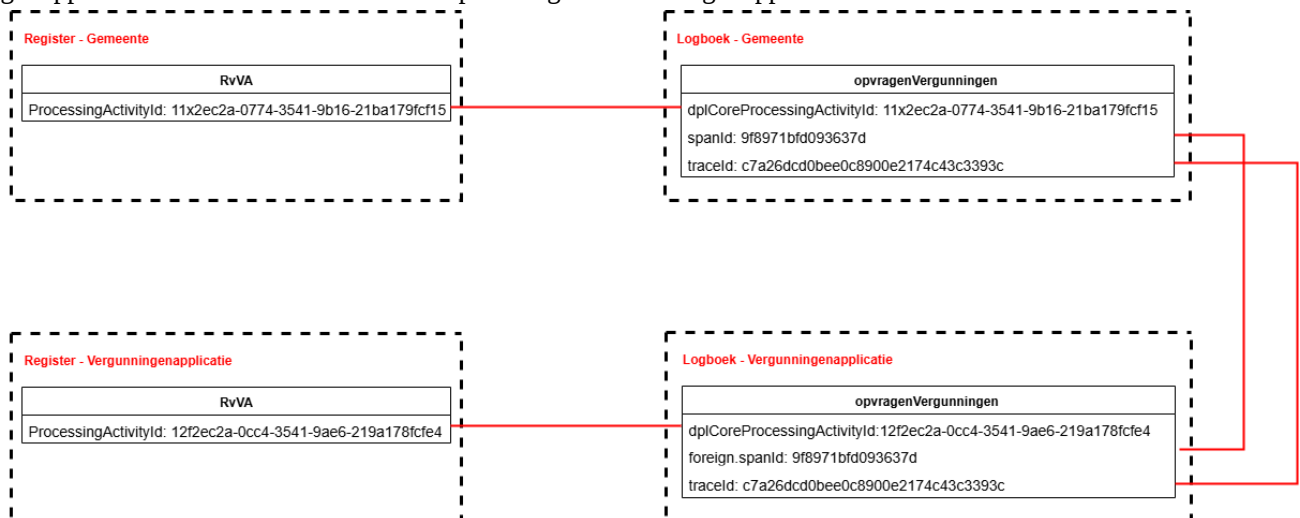 Register - Gemeente
RvVA
ProcessingActivityId: 11x2ec2a-0774-3541-9b16-21ba179fcf15
Logboek - Gemeente
opvragenVergunningen
dplCoreProcessingActivityId: 11x2ec2a-0774-3541-9b16-21ba179fcf15
spanId: 9f8971bfd093637d
traceId: c7a26dcd0bee0c8900e2174c43c3393c
Register - Vergunningenapplicatie
RvVA
ProcessingActivityId: 12f2ec2a-0cc4-3541-9ae6-219a178fcfe4
Logboek - Vergunningenapplicatie
opvragenVergunningen
dplCoreProcessingActivityId:12f2ec2a-0cc4-3541-9ae6-219a178fcfe4
foreign.spanId: 9f8971bfd093637d
traceId: c7a26dcd0bee0c8900e2174c43c3393c